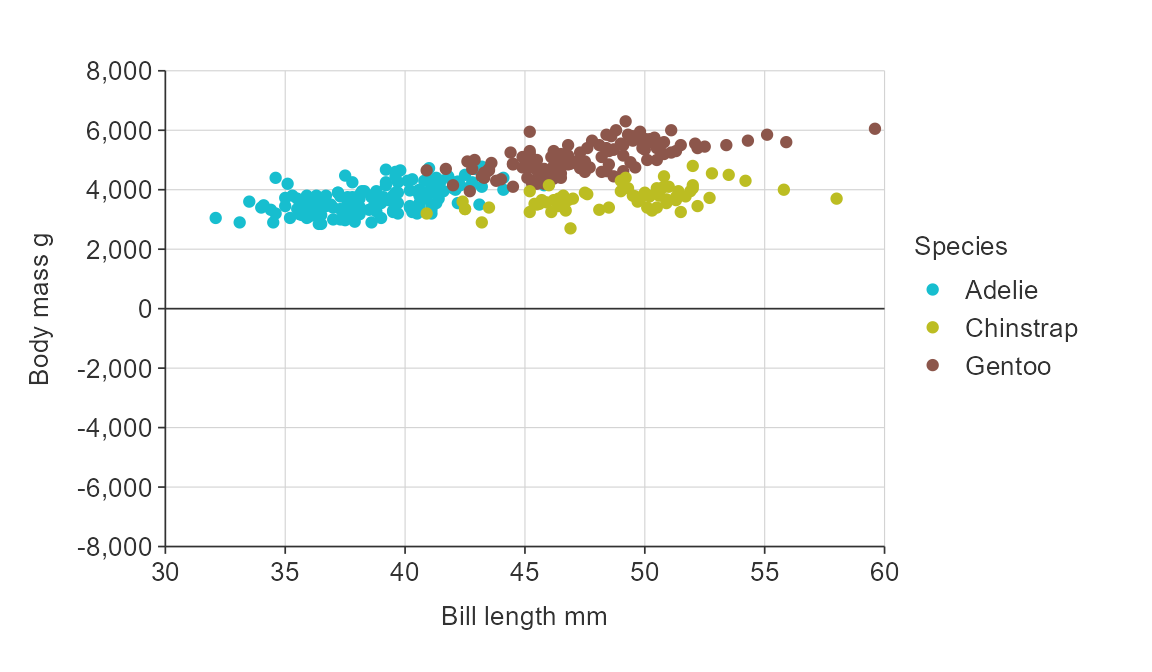 8,000
6,000
4,000
2,000
0
-2,000
-4,000
-6,000
-8,000
Body mass g
30 35 40 45 50 55 60
Bill length mm
Species
Adelie
Chinstrap
Gentoo